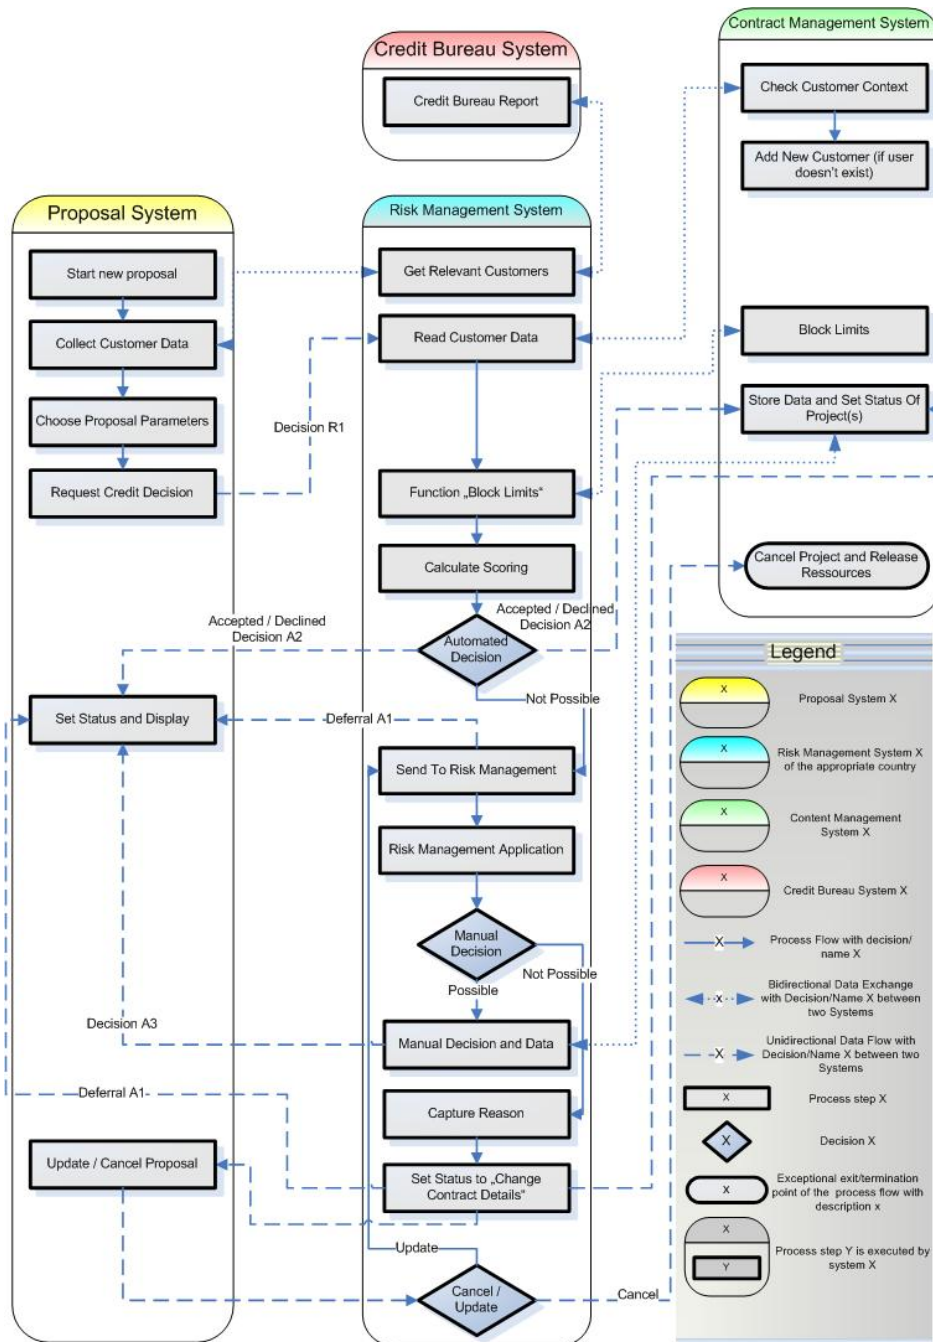 Contract Management System
Credit Bureau System
Credit Bureau Report
Check Customer Context
Add New Customer (if user
doesn't exist)
Proposal System
Risk Management System
Start new proposal
Get Relevant Customers
Collect Customer Data
Read Customer Data
Block Limits
Choose Proposal Parameters
Decision R1
Store Data and Set Status Of
Project(s)
Request Credit Decision
Function „Block Limits“
Calculate Scoring
Cancel Project and Release
Ressources
Accepted / Declined
Decision A2
Accepted / Declined
Decision A2
Automated
Decision
Not Possible
Set Status and Display
Deferral A1
Send To Risk Management
Risk Management Application
Manual
Decision
Not Possible
Possible
Decision A3
Manual Decision and Data
Deferral A1
Capture Reason
Update / Cancel Proposal
Set Status to „Change
Contract Details“
Update
Cancel /
Update
Cancel
Legend
X
Proposal System X
X
Risk Management System X
of the appropriate country
X
Content Management
System X
X
Credit Bureau System X
X
Process Flow with decision/
name X
X
Bidirectional Data Exchange
with Decision/Name X between
two Systems
X
Unidirectional Data Flow with
Decision/Name X between two
Systems
X
Process step X
X
Decision X
X
Exceptional exit/termination
point of the process flow with
description x
X
Y
Process step Y is executed by
system X